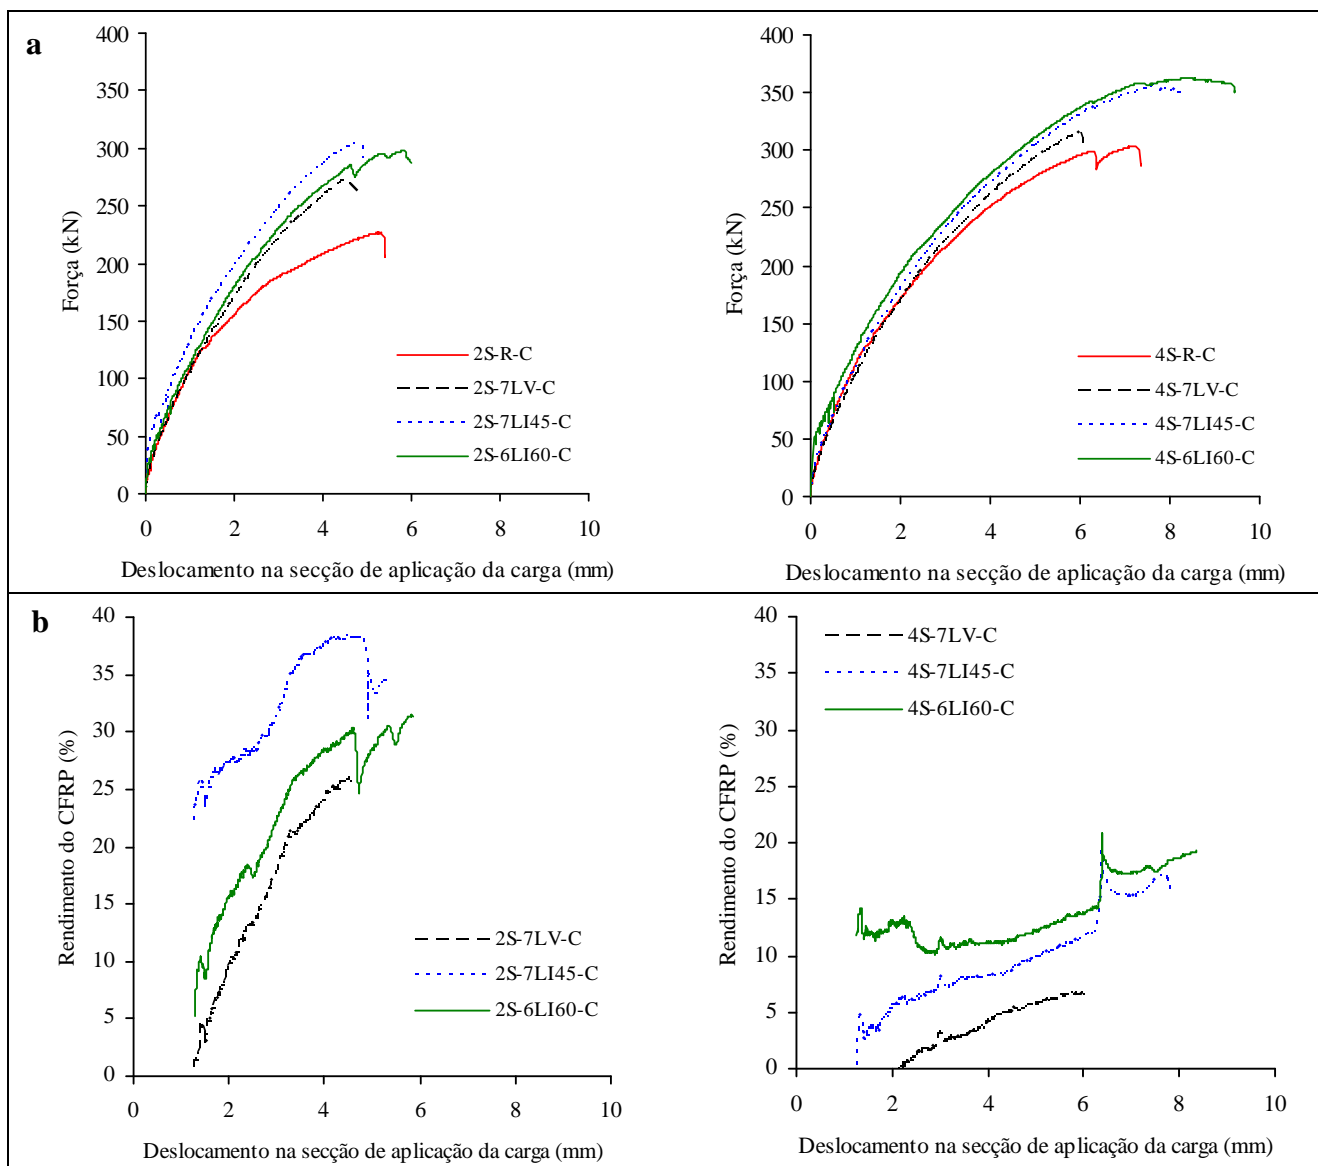 a
400
350
300
250
200
150
100
50
0
Força (kN)
0 2 4 6 8 10
Deslocamento na secção de aplicação da carga (mm)
2S-R-C
2S-7LV-C
2S-7LI45-C
2S-6LI60-C
400
350
300
250
200
150
100
50
0
Força (kN)
0 2 4 6 8 10
Deslocamento na secção de aplicação da carga (mm)
4S-R-C
4S-7LV-C
4S-7LI45-C
4S-6LI60-C
b
40
35
30
25
20
15
10
5
0
Rendimento do CFRP (%)
0 2 4 6 8 10
Deslocamento na secção de aplicação da carga (mm)
2S-7LV-C
2S-7LI45-C
2S-6LI60-C
40
35
30
25
20
15
10
5
0
Rendimento do CFRP (%)
0 2 4 6 8 10
Deslocamento na secção de aplicação da carga (mm)
4S-7LV-C
4S-7LI45-C
4S-6LI60-C